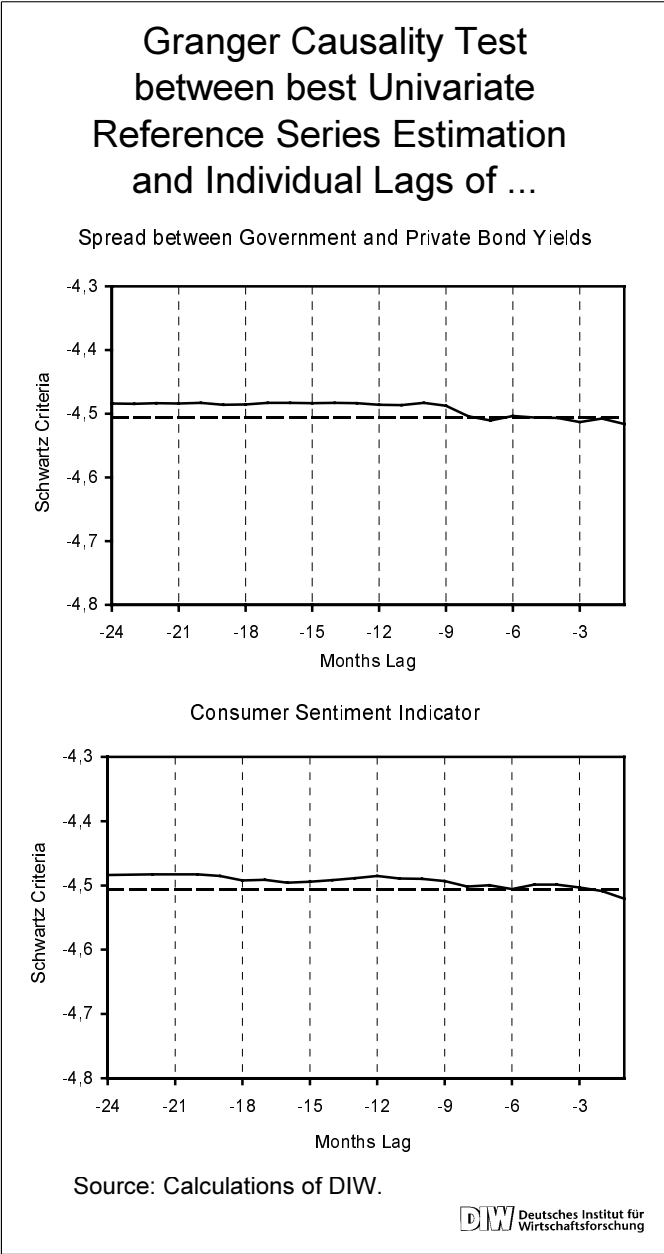 Granger Causality Test
between best Univariate
Reference Series Estimation
and Individual Lags of ...
Spread between Government and Private Bond Yields
-4,3
-4,4
-4,5
-4,6
-4,7
-4,8
Schwartz Criteria
-24 -21 -18 -15 -12 -9 -6 -3
Months Lag
Consumer Sentiment Indicator
-4,3
-4,4
-4,5
-4,6
-4,7
-4,8
Schwartz Criteria
-24 -21 -18 -15 -12 -9 -6 -3
Months Lag
Source: Calculations of DIW.
DIW Deutsches Institut für
Wirtschaftsforschung